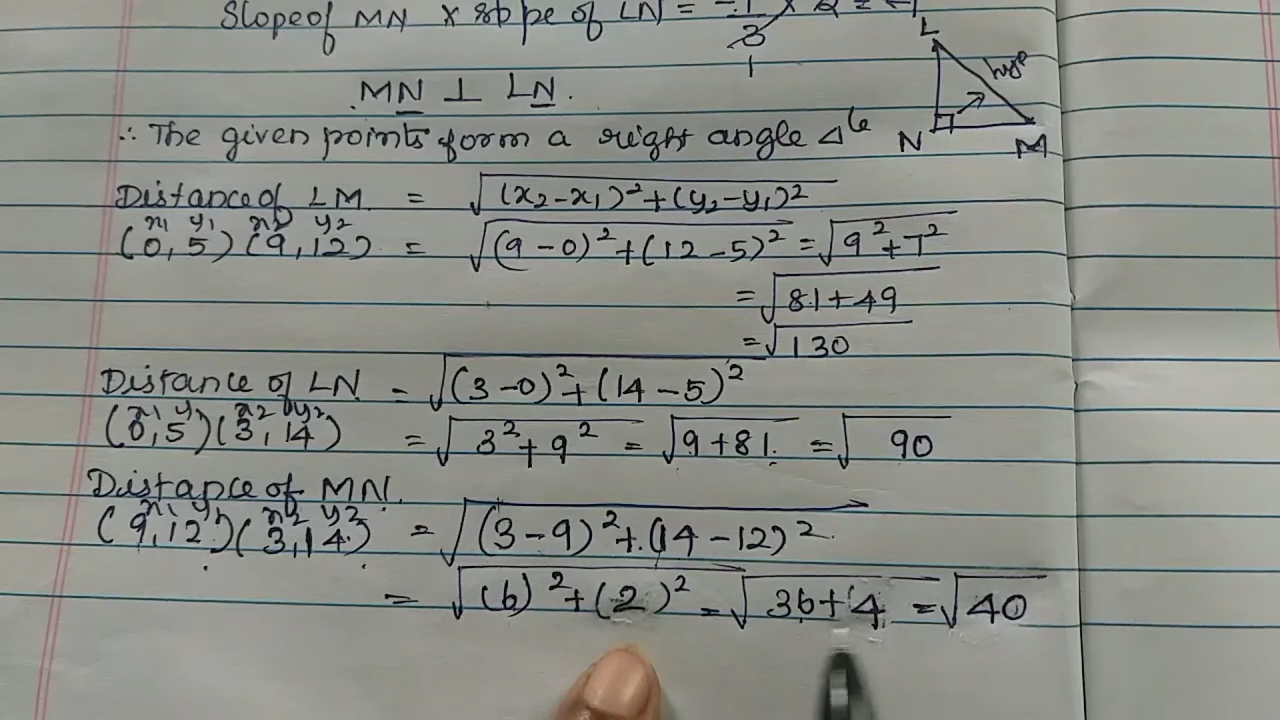 Slope of MN × slope of LN = -1/3 × 3 = -1
1
L
hyp
N
M
MN ⊥ LN.
∴ The given points form a right angle Δle
Distance of LM = √(x₂-x₁)²+(y₂-y₁)²
x₁ y₁ x₂ y₂
(0,5)(9,12) = √(9-0)²+(12-5)² = √9²+7²
= √81+49
= √130
Distance of LN = √(3-0)²+(14-5)²
x₁ y₁ x₂ y₂
(0,5)(3,14) = √3²+9² = √9+81 = √90
Distance of MN.
x₁ y₁ x₂ y₂
(9,12)(3,14) = √(3-9)²+(14-12)²
= √(6)²+(2)² = √36+4 = √40